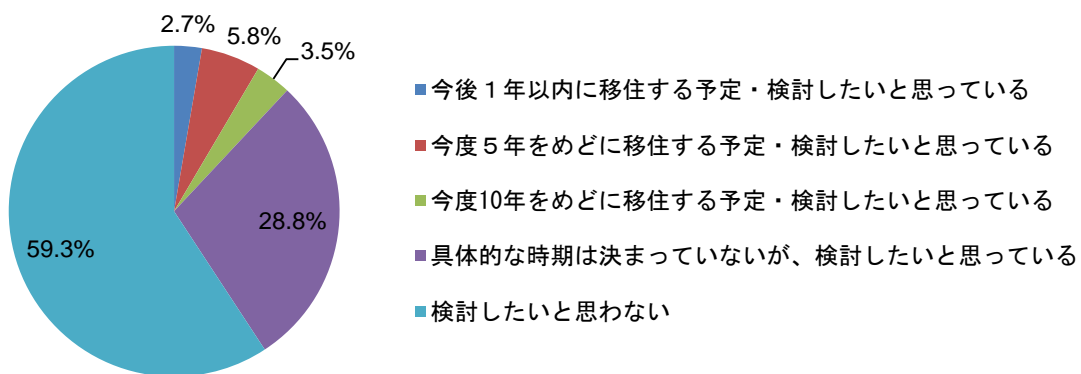 2.7%
5.8%
3.5%
28.8%
59.3%
今後１年以内に移住する予定・検討したいと思っている
今度５年をめどに移住する予定・検討したいと思っている
今度10年をめどに移住する予定・検討したいと思っている
具体的な時期は決まっていないが、検討したいと思っている
検討したいと思わない